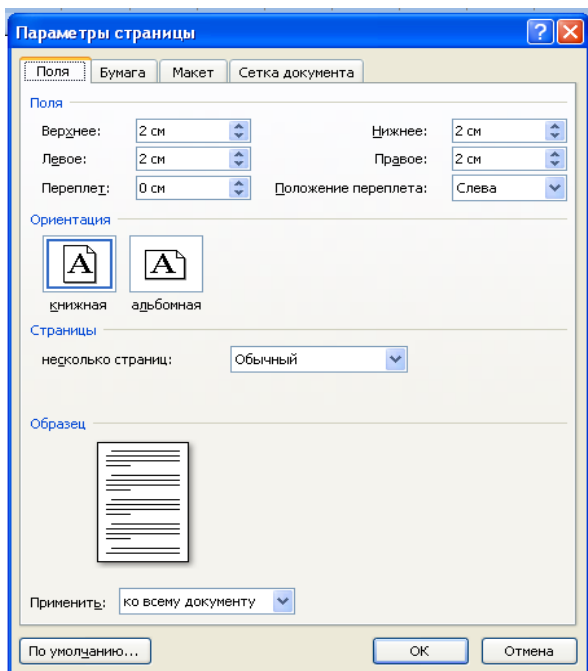 Параметры страницы
Поля Бумага Макет Сетка документа
Поля
Верхнее: 2 см Нижнее: 2 см
Левое: 2 см Правое: 2 см
Переплет: 0 см Положение переплета: Слева
Ориентация
A A
книжная альбомная
Страницы
несколько страниц: Обычный
Образец
Применить: ко всему документу
По умолчанию... ОК Отмена